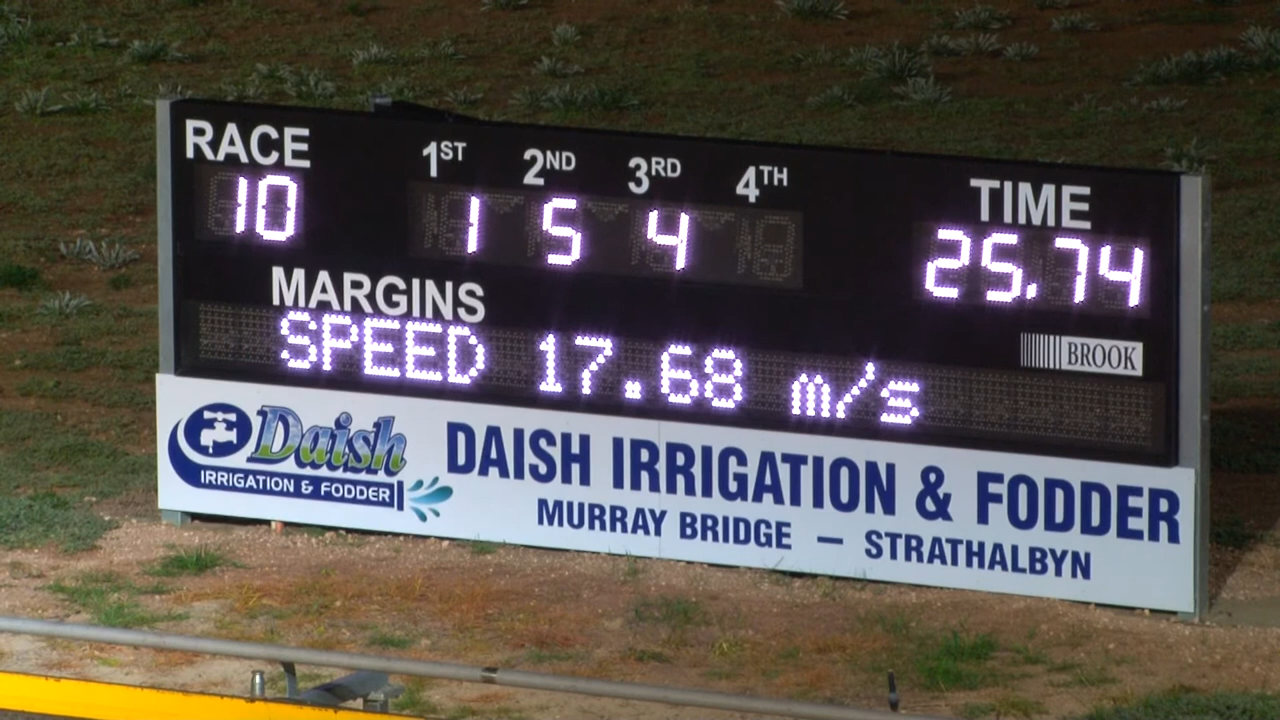 RACE 1ST 2ND 3RD 4TH TIME
10 1 5 4 25.74
MARGINS
SPEED 17.68 m/s
BROOK
Daish
IRRIGATION & FODDER
DAISH IRRIGATION & FODDER
MURRAY BRIDGE – STRATHALBYN